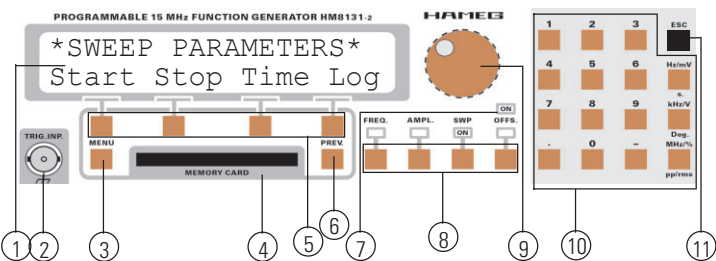 PROGRAMMABLE 15 MHz FUNCTION GENERATOR HM8131-2
HAMEG
*SWEEP PARAMETERS*
Start Stop Time Log
TRIG.INP.
MENU
PREV.
MEMORY CARD
ON
FREQ. AMPL. SWP OFFS.
ON
1 2 3 ESC
4 5 6 Hz/mV
s.
7 8 9 kHz/V
Deg.
. 0 – MHz/%
pp/rms
1 2 3 4 5 6 7 8 9 10 11